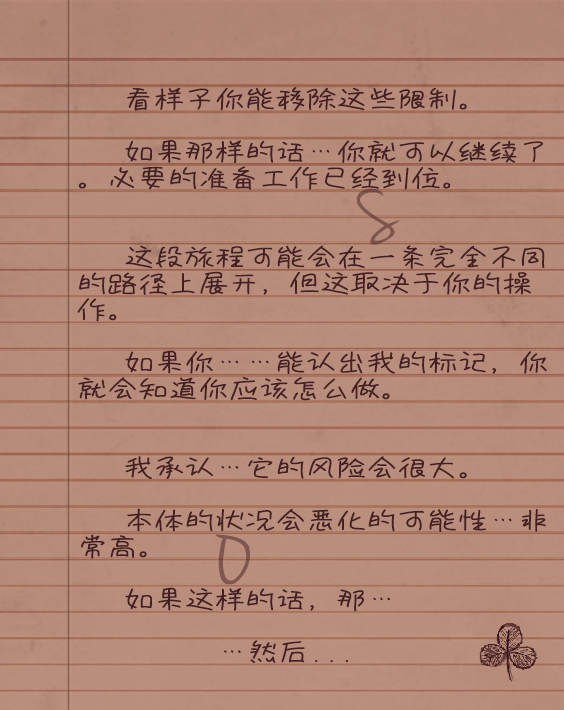 看样子你能移除这些限制。
如果那样的话…你就可以继续了
。必要的准备工作已经到位。
S
这段旅程可能会在一条完全不同
的路径上展开，但这取决于你的操
作。
如果你……能认出我的标记，你
就会知道你应该怎么做。
我承认…它的风险会很大。
本体的状况会恶化的可能性…非
常高。
D
如果这样的话，那…
…然后...